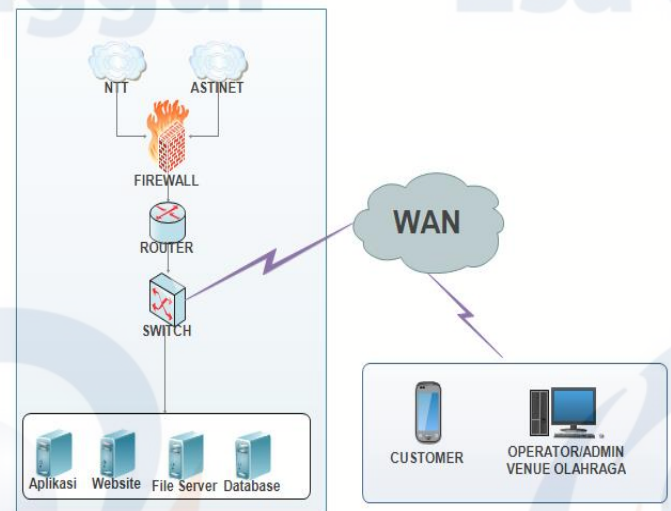 NTT
ASTINET
FIREWALL
ROUTER
SWITCH
WAN
Aplikasi
Website
File Server
Database
CUSTOMER
OPERATOR/ADMIN
VENUE OLAHRAGA